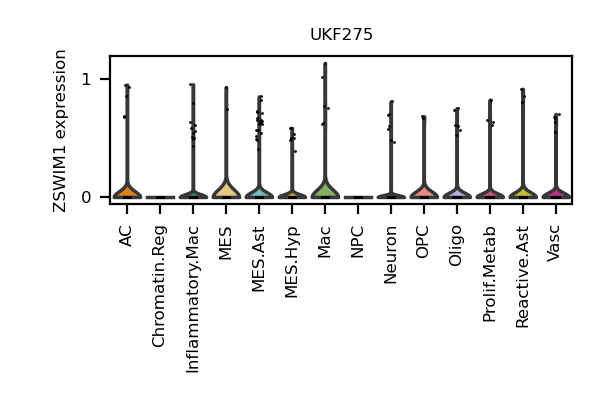 UKF275
ZSWIM1 expression
1
0
AC
Chromatin.Reg
Inflammatory.Mac
MES
MES.Ast
MES.Hyp
Mac
NPC
Neuron
OPC
Oligo
Prolif.Metab
Reactive.Ast
Vasc